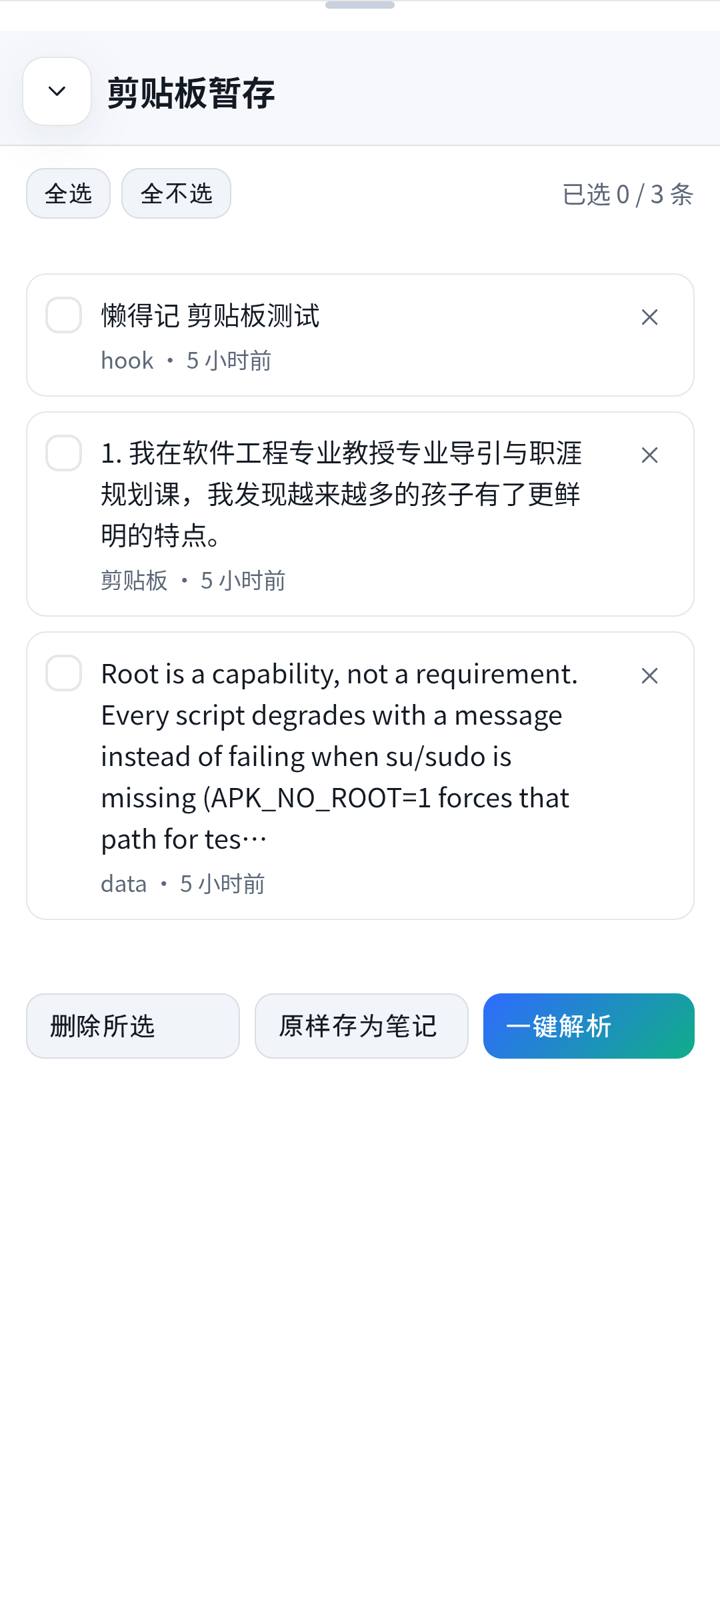 剪贴板暂存
全选 全不选 已选 0 / 3 条
懒得记 剪贴板测试
hook · 5 小时前
1. 我在软件工程专业教授专业导引与职涯
规划课，我发现越来越多的孩子有了更鲜
明的特点。
剪贴板 · 5 小时前
Root is a capability, not a requirement.
Every script degrades with a message
instead of failing when su/sudo is
missing (APK_NO_ROOT=1 forces that
path for tes…
data · 5 小时前
删除所选 原样存为笔记 一键解析